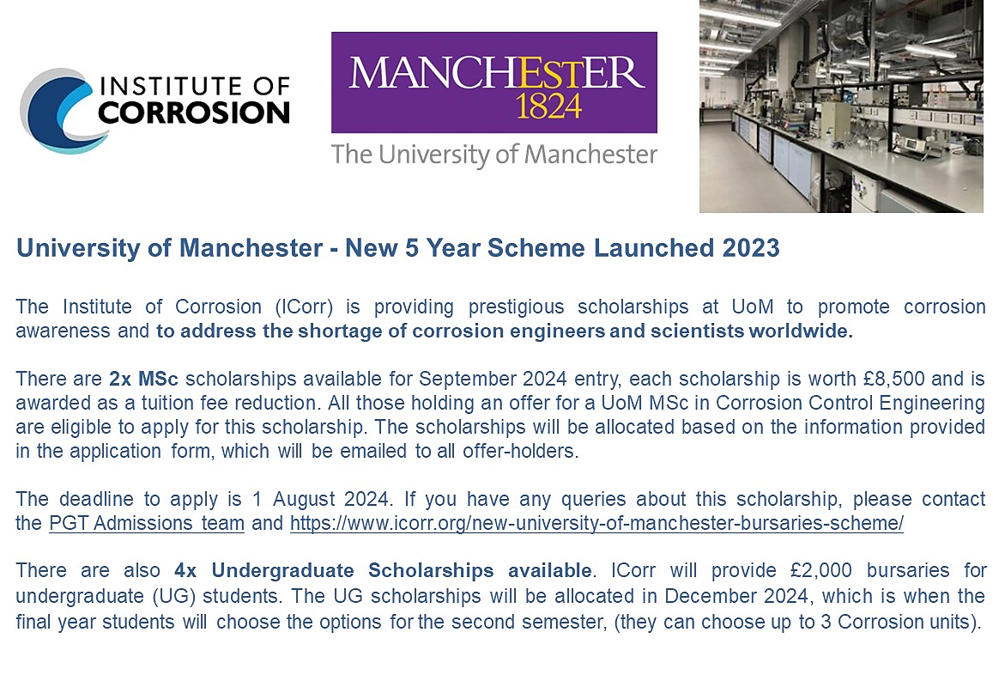 INSTITUTE OF
CORROSION
MANCHESTER
1824
The University of Manchester
University of Manchester - New 5 Year Scheme Launched 2023
The Institute of Corrosion (ICorr) is providing prestigious scholarships at UoM to promote corrosion
awareness and to address the shortage of corrosion engineers and scientists worldwide.
There are 2x MSc scholarships available for September 2024 entry, each scholarship is worth £8,500 and is
awarded as a tuition fee reduction. All those holding an offer for a UoM MSc in Corrosion Control Engineering
are eligible to apply for this scholarship. The scholarships will be allocated based on the information provided
in the application form, which will be emailed to all offer-holders.
The deadline to apply is 1 August 2024. If you have any queries about this scholarship, please contact
the PGT Admissions team and https://www.icorr.org/new-university-of-manchester-bursaries-scheme/
There are also 4x Undergraduate Scholarships available. ICorr will provide £2,000 bursaries for
undergraduate (UG) students. The UG scholarships will be allocated in December 2024, which is when the
final year students will choose the options for the second semester, (they can choose up to 3 Corrosion units).